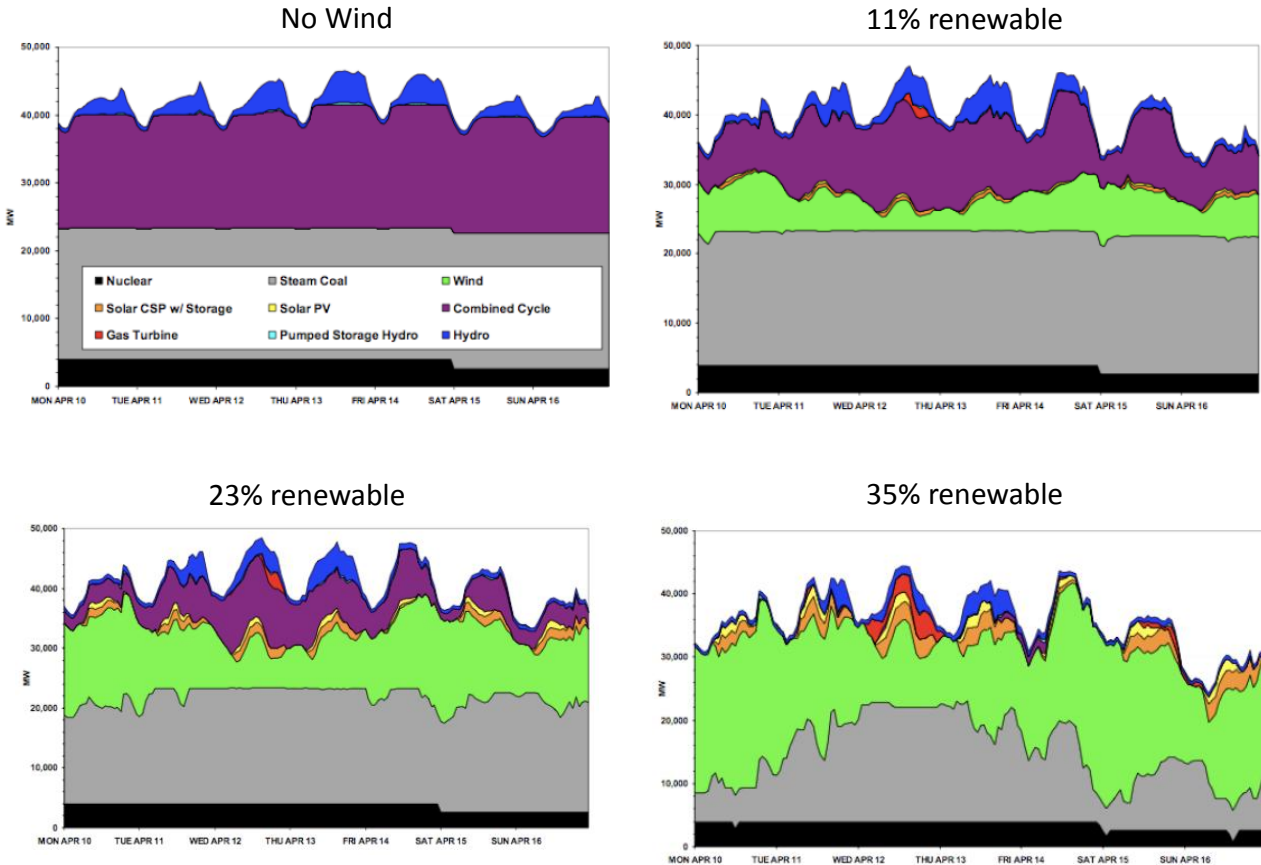 No Wind
50,000
40,000
30,000
20,000
10,000
0
MW
Nuclear Steam Coal Wind
Solar CSP w/ Storage Solar PV Combined Cycle
Gas Turbine Pumped Storage Hydro Hydro
MON APR 10 TUE APR 11 WED APR 12 THU APR 13 FRI APR 14 SAT APR 15 SUN APR 16
11% renewable
50,000
40,000
30,000
20,000
10,000
0
MW
MON APR 10 TUE APR 11 WED APR 12 THU APR 13 FRI APR 14 SAT APR 15 SUN APR 16
23% renewable
50,000
40,000
30,000
20,000
10,000
0
MW
MON APR 10 TUE APR 11 WED APR 12 THU APR 13 FRI APR 14 SAT APR 15 SUN APR 16
35% renewable
50,000
40,000
30,000
20,000
10,000
0
MW
MON APR 10 TUE APR 11 WED APR 12 THU APR 13 FRI APR 14 SAT APR 15 SUN APR 16